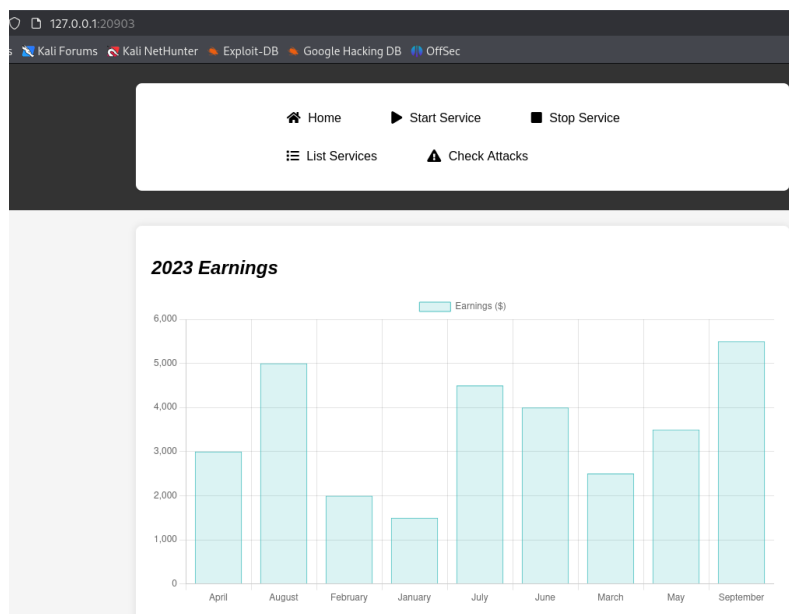 127.0.0.1:20903
s Kali Forums Kali NetHunter Exploit-DB Google Hacking DB OffSec
Home Start Service Stop Service
List Services Check Attacks
2023 Earnings
Earnings ($)
6,000
5,000
4,000
3,000
2,000
1,000
0
April August February January July June March May September